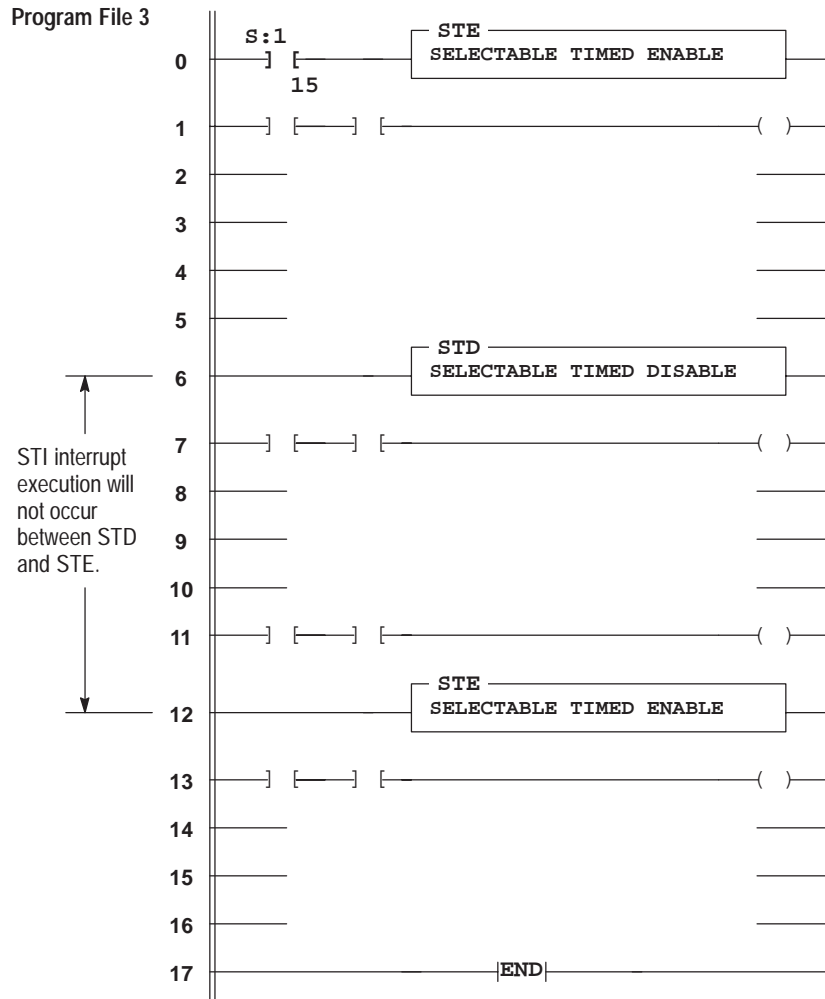 Program File 3
S:1
STE
SELECTABLE TIMED ENABLE
0
] [
15
1
] [ ] [ ( )
2
3
4
5
STD
SELECTABLE TIMED DISABLE
6
7
] [ ] [ ( )
STI interrupt
execution will
not occur
between STD
and STE.
8
9
10
11
] [ ] [ ( )
STE
SELECTABLE TIMED ENABLE
12
13
] [ ] [ ( )
14
15
16
17
|END|